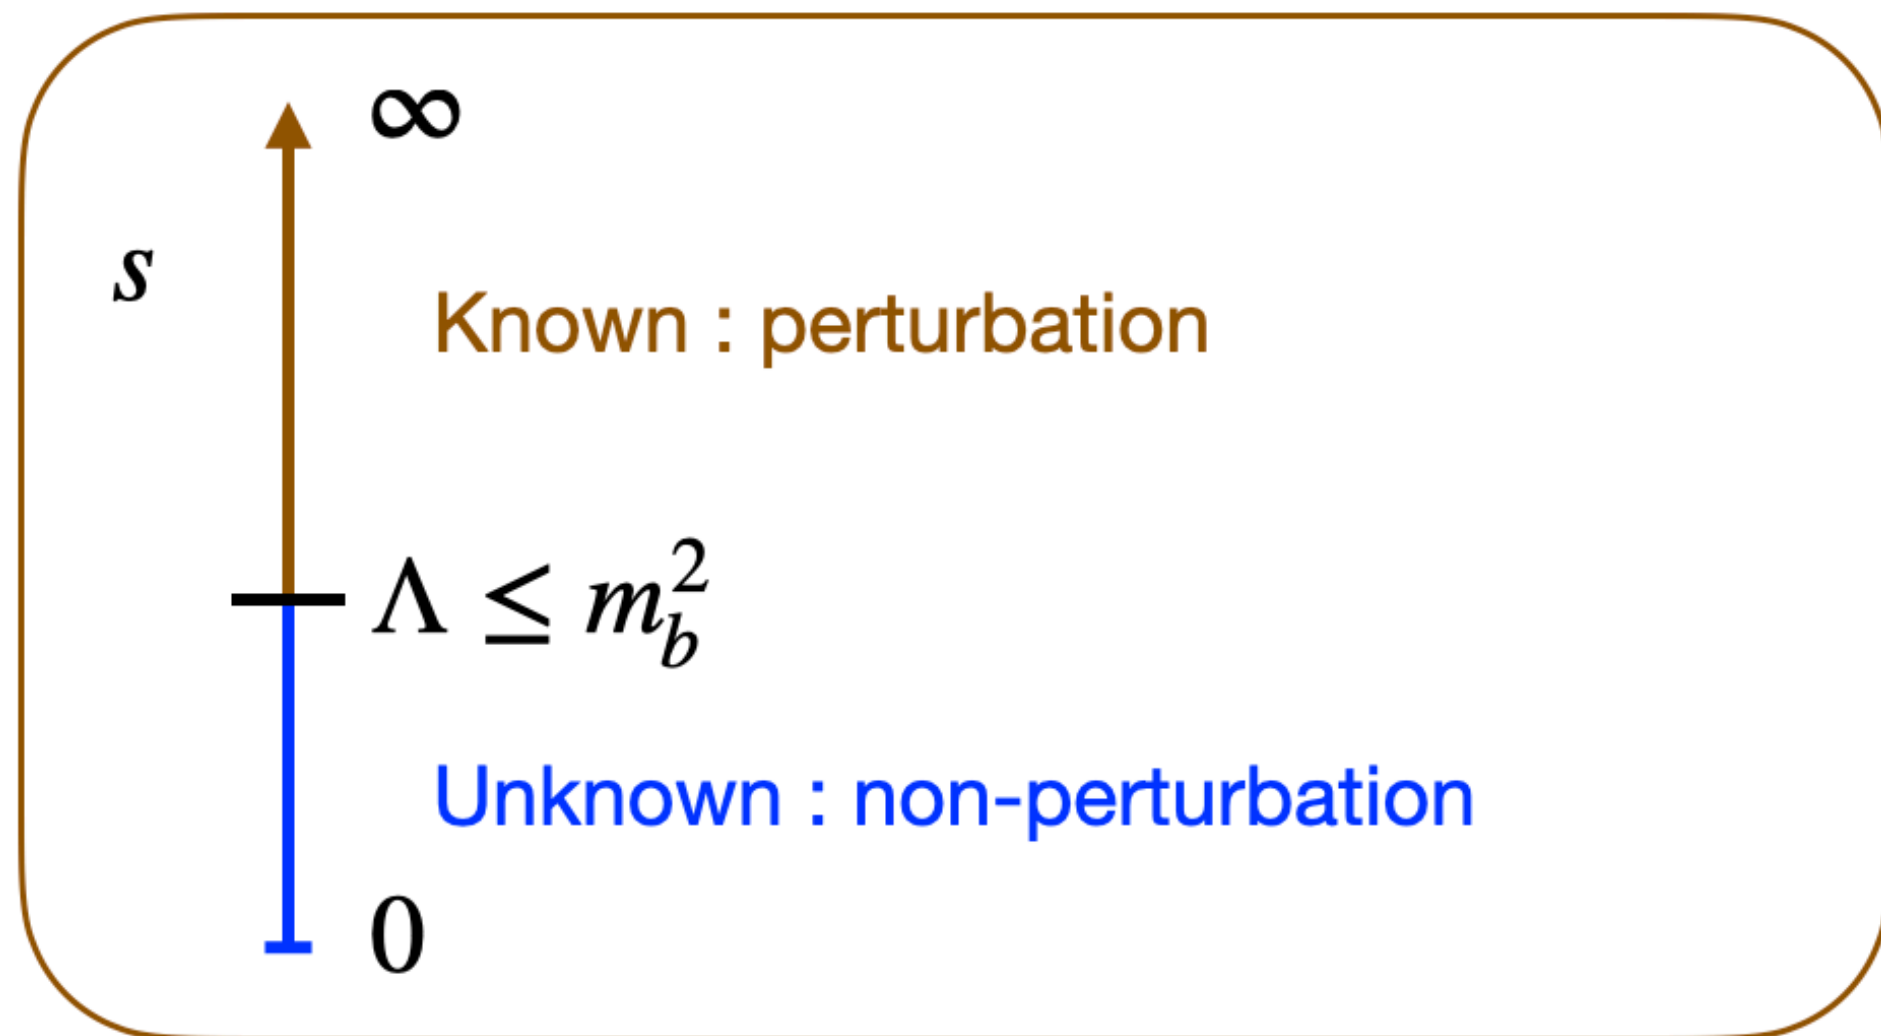 ∞
s
Known : perturbation
Λ ≤ m_b^2
Unknown : non-perturbation
0